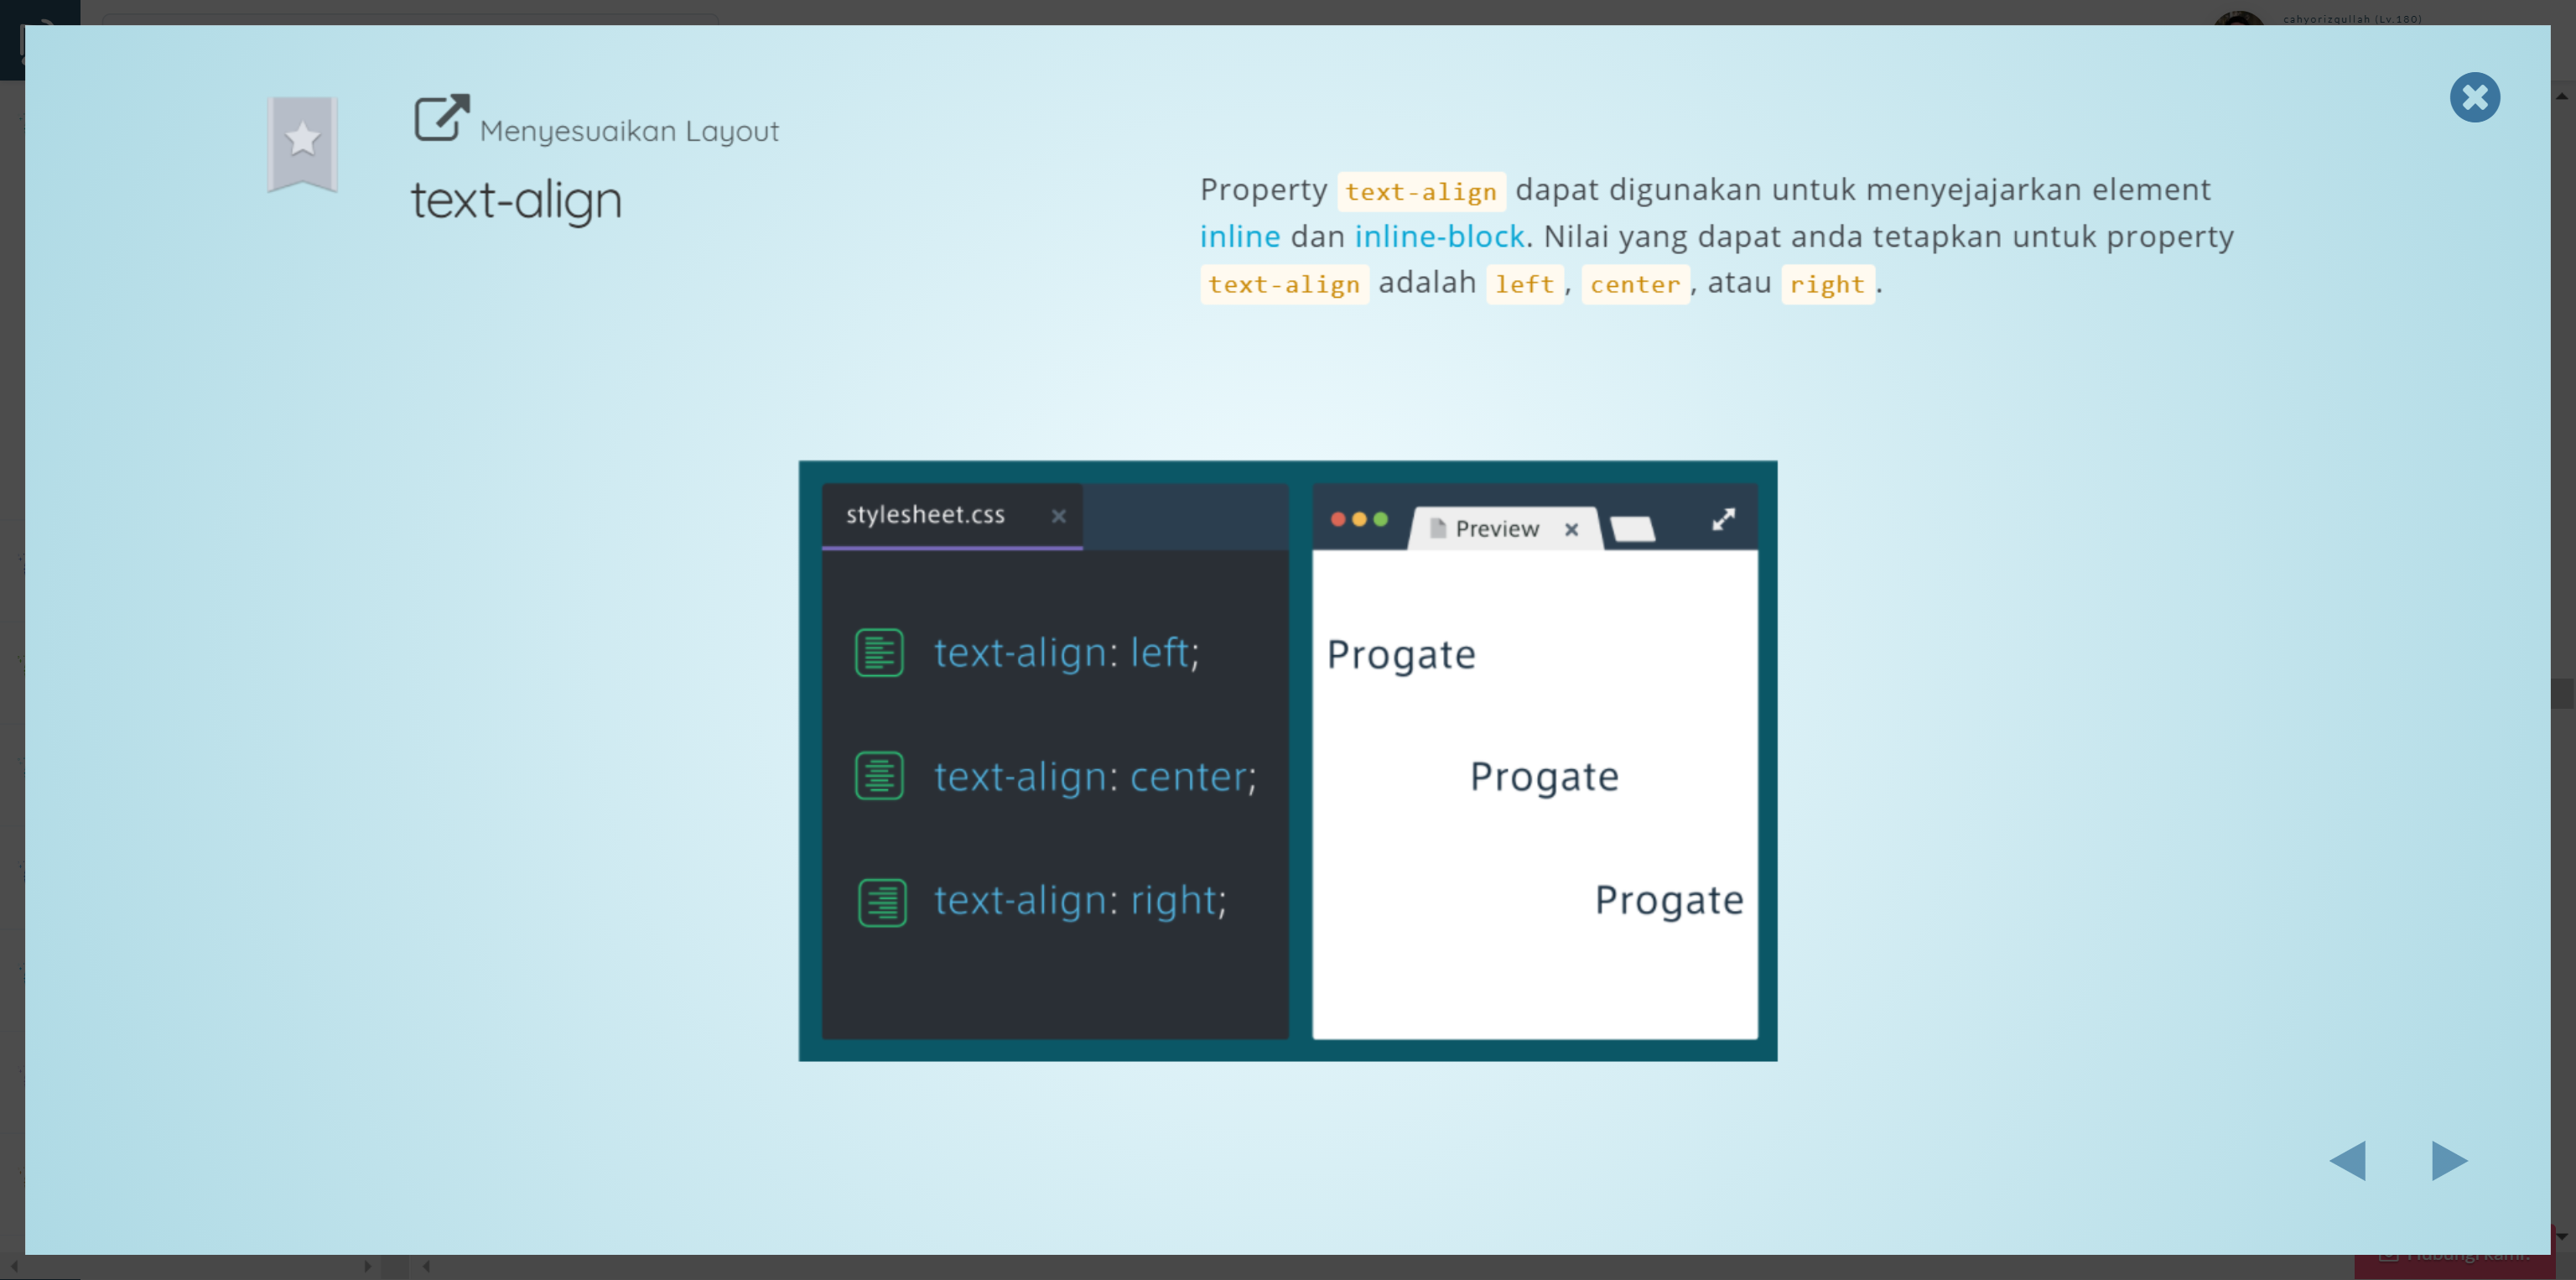 cahyorizqullah (Lv.180)
Menyesuaikan Layout
text-align
Property text-align dapat digunakan untuk menyejajarkan element
inline dan inline-block. Nilai yang dapat anda tetapkan untuk property
text-align adalah left, center, atau right.
stylesheet.css
Preview
text-align: left;
Progate
text-align: center;
Progate
text-align: right;
Progate
Hubungi kami!